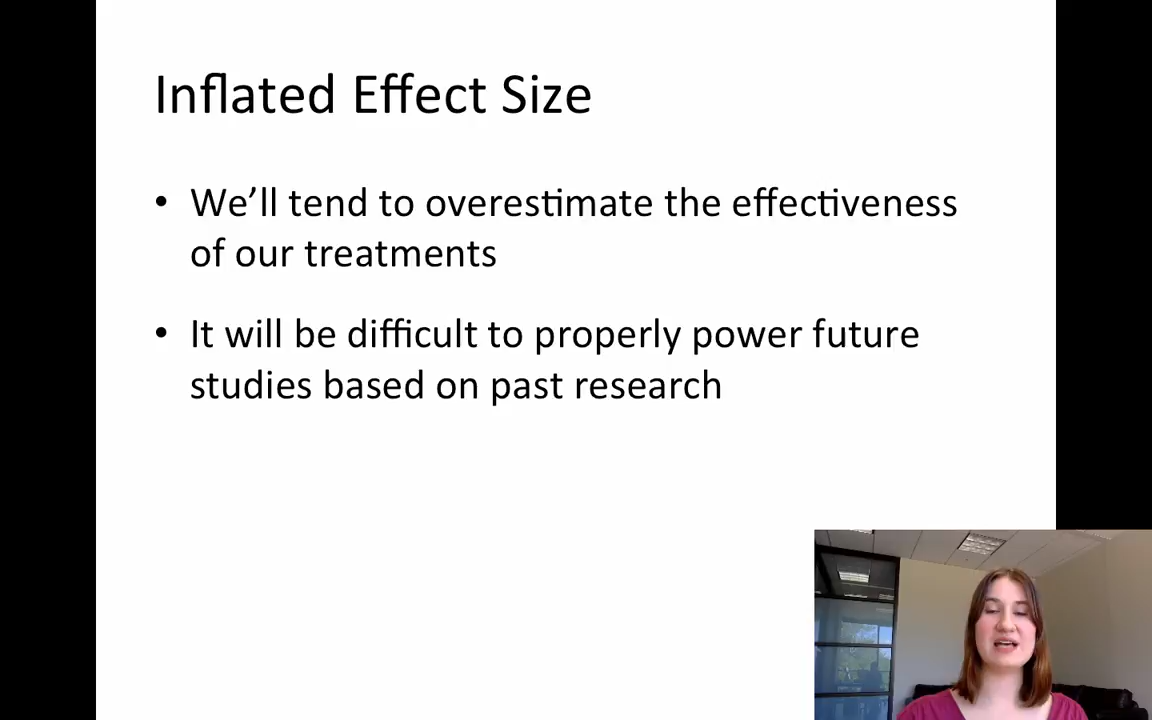 Inflated Effect Size
• We'll tend to overestimate the effectiveness
of our treatments
• It will be difficult to properly power future
studies based on past research